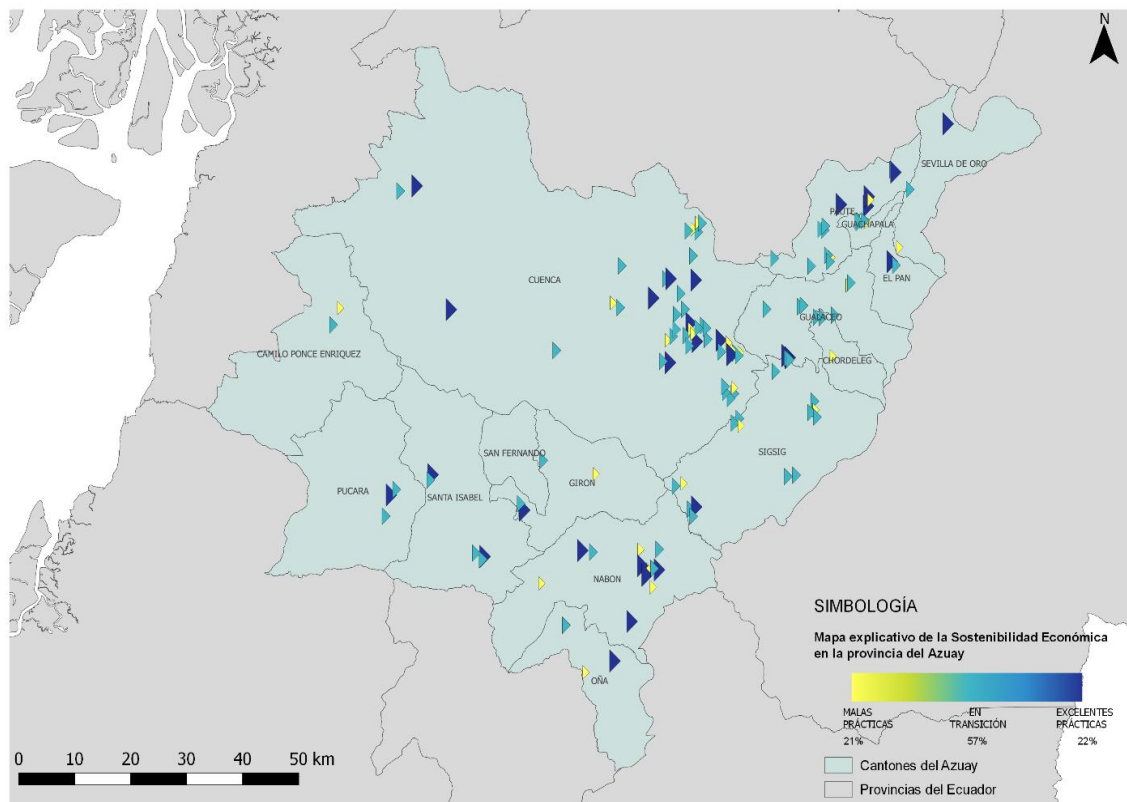 N
SEVILLA DE ORO
PAUTE
GUACHAPALA
EL PAN
CUENCA
GUALACEO
CAMILO PONCE ENRIQUEZ
CHORDELEG
SAN FERNANDO
SIGSIG
GIRON
PUCARA
SANTA ISABEL
NABON
OÑA
SIMBOLOGÍA
Mapa explicativo de la Sostenibilidad Económica
en la provincia del Azuay
MALAS EN EXCELENTES
PRÁCTICAS TRANSICIÓN PRÁCTICAS
21% 57% 22%
0 10 20 30 40 50 km
Cantones del Azuay
Provincias del Ecuador